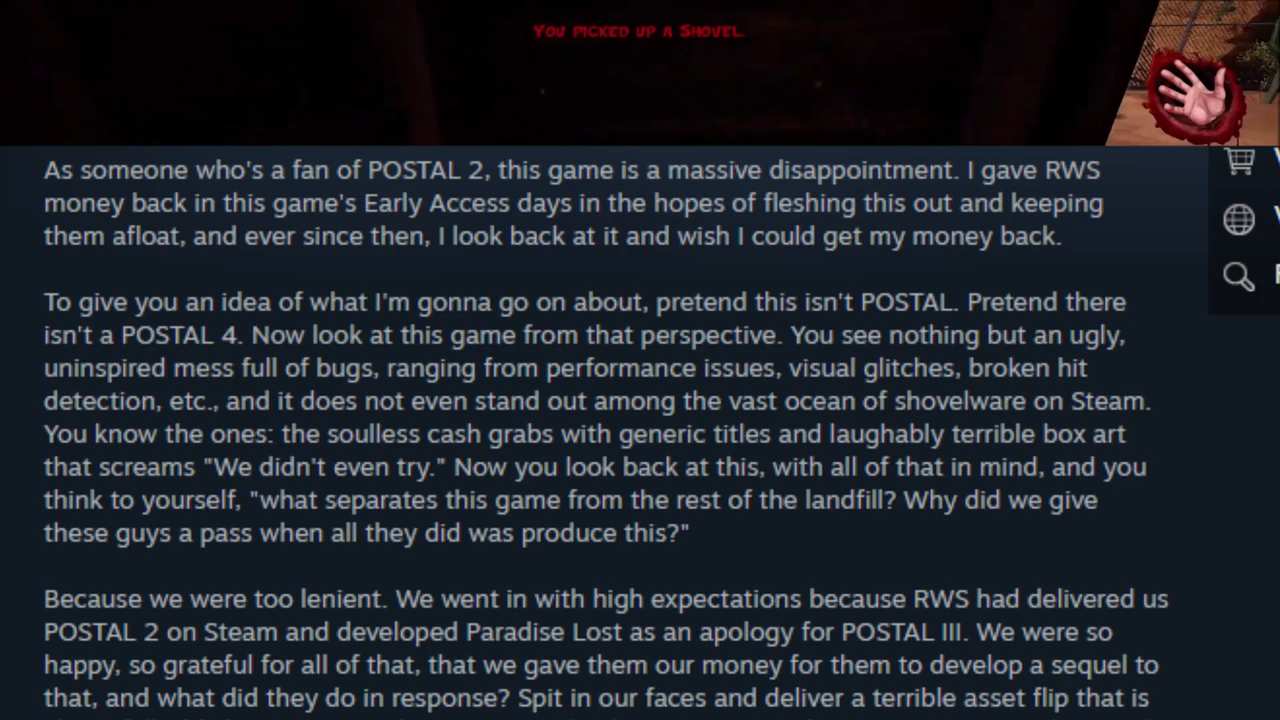 You picked up a Shovel.
As someone who's a fan of POSTAL 2, this game is a massive disappointment. I gave RWS
money back in this game's Early Access days in the hopes of fleshing this out and keeping
them afloat, and ever since then, I look back at it and wish I could get my money back.
To give you an idea of what I'm gonna go on about, pretend this isn't POSTAL. Pretend there
isn't a POSTAL 4. Now look at this game from that perspective. You see nothing but an ugly,
uninspired mess full of bugs, ranging from performance issues, visual glitches, broken hit
detection, etc., and it does not even stand out among the vast ocean of shovelware on Steam.
You know the ones: the soulless cash grabs with generic titles and laughably terrible box art
that screams "We didn't even try." Now you look back at this, with all of that in mind, and you
think to yourself, "what separates this game from the rest of the landfill? Why did we give
these guys a pass when all they did was produce this?"
Because we were too lenient. We went in with high expectations because RWS had delivered us
POSTAL 2 on Steam and developed Paradise Lost as an apology for POSTAL III. We were so
happy, so grateful for all of that, that we gave them our money for them to develop a sequel to
that, and what did they do in response? Spit in our faces and deliver a terrible asset flip that is